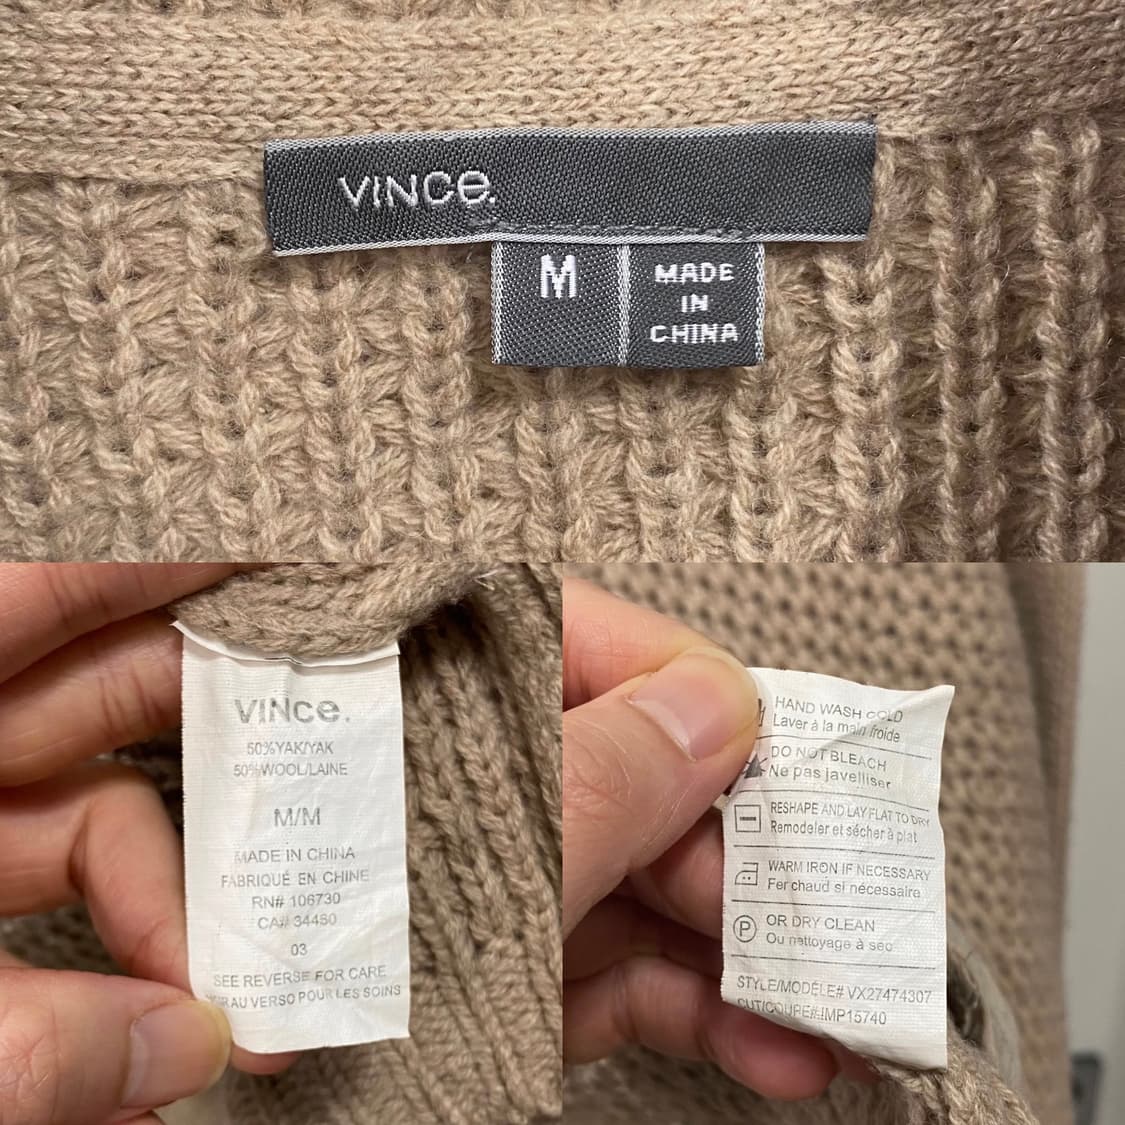 VINCe.
M
MADE
IN
CHINA
VINCe.
50%YAK/YAK
50%WOOL/LAINE
M/M
MADE IN CHINA
FABRIQUÉ EN CHINE
RN# 106730
CA# 34450
03
SEE REVERSE FOR CARE
AU VERSO POUR LES SOINS
HAND WASH COLD
Laver à la main froide
DO NOT BLEACH
Ne pas javelliser
RESHAPE AND LAY FLAT TO DRY
Remodeler et sécher à plat
WARM IRON IF NECESSARY
Fer chaud si nécessaire
P
OR DRY CLEAN
Ou nettoyage à sec
STYLE/MODÉLE# VX27474307
CUT/COUPE#:IMP15740